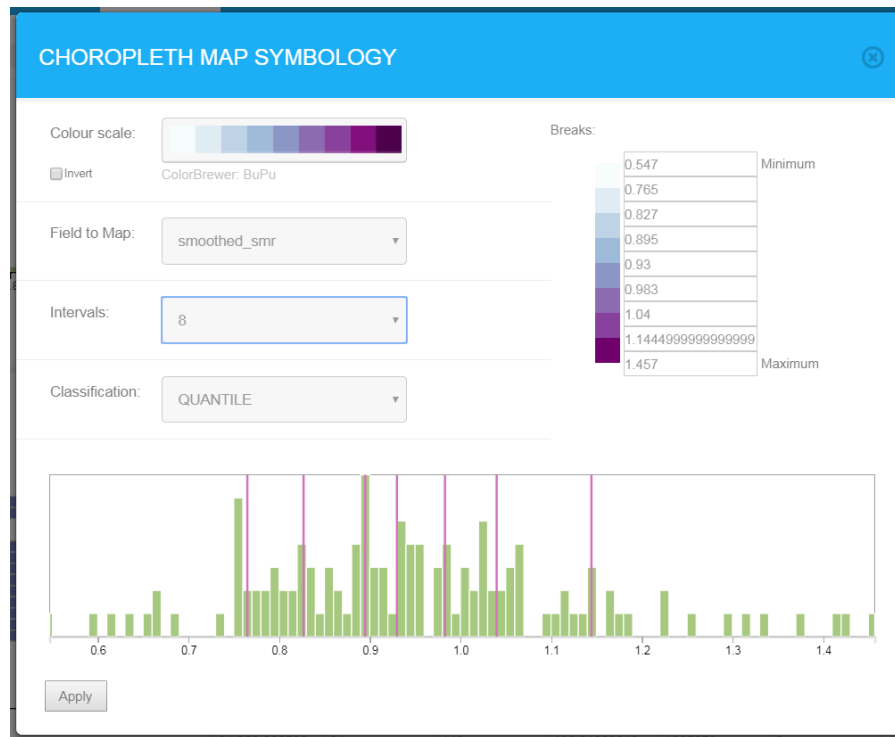 CHOROPLETH MAP SYMBOLOGY
Colour scale:
Invert
ColorBrewer: BuPu
Field to Map:
smoothed_smr
Intervals:
8
Classification:
QUANTILE
Breaks:
0.547 Minimum
0.765
0.827
0.895
0.93
0.983
1.04
1.1444999999999999
1.457 Maximum
0.6 0.7 0.8 0.9 1.0 1.1 1.2 1.3 1.4
Apply